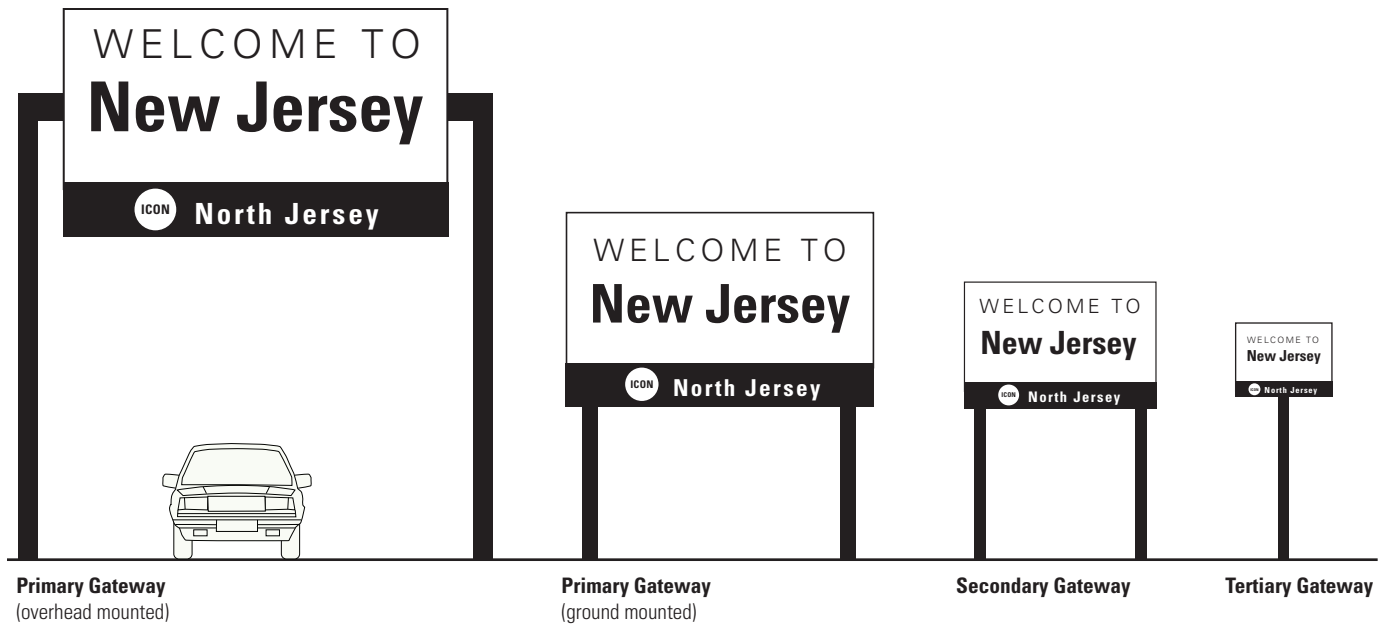 WELCOME TO
New Jersey
ICON North Jersey
WELCOME TO
New Jersey
ICON North Jersey
WELCOME TO
New Jersey
ICON North Jersey
WELCOME TO
New Jersey
ICON North Jersey
Primary Gateway
(overhead mounted)
Primary Gateway
(ground mounted)
Secondary Gateway
Tertiary Gateway